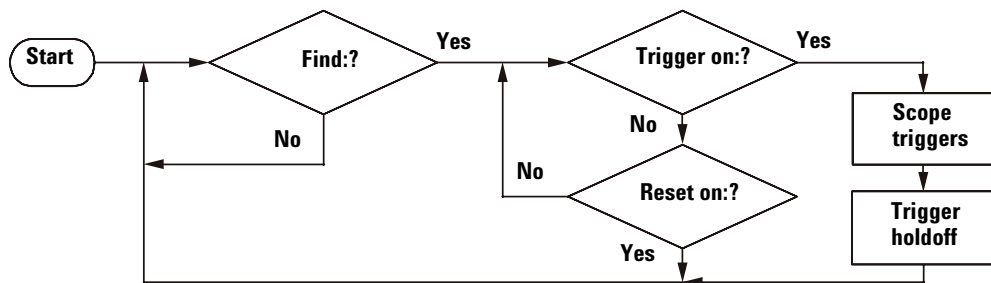 Start
Find:?
Yes
No
Trigger on:?
Yes
No
Reset on:?
No
Yes
Scope
triggers
Trigger
holdoff